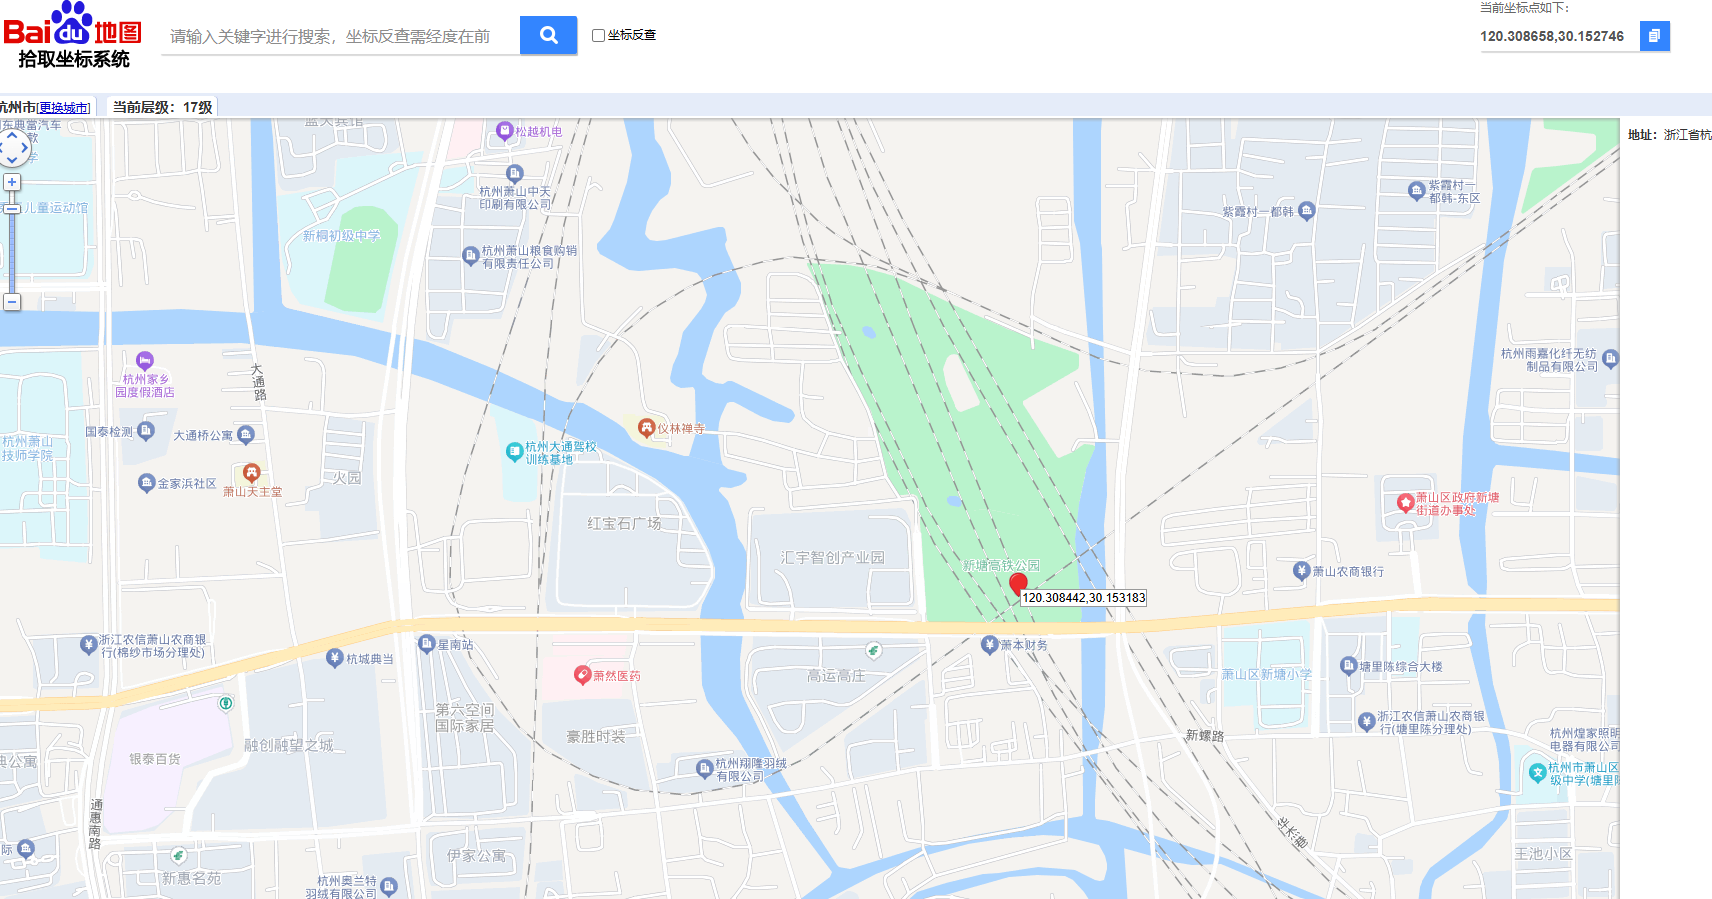 Bai du 地图
拾取坐标系统
请输入关键字进行搜索，坐标反查需经度在前
坐标反查
当前坐标点如下：
120.308658,30.152746
杭州市[更换城市]
当前层级：17级
地址：浙江省杭
松越机电
杭州萧山中天
印刷有限公司
儿童运动馆
新桐初级中学
杭州萧山粮食购销
有限责任公司
紫霞村一
都韩-东区
紫霞村一都韩
杭州雨嘉化纤无纺
制品有限公司
杭州家乡
园度假酒店
大通路
国泰检测
大通桥公寓
杭州萧山
技师学院
金家浜社区
萧山天主堂
火园
仪林禅寺
杭州大通驾校
训练基地
红宝石广场
汇宇智创产业园
新塘高铁公园
120.308442,30.153183
萧山区政府新塘
街道办事处
萧山农商银行
浙江农信萧山农商银
行(棉纱市场分理处)
杭城典当
星南站
萧然医药
高运高庄
萧本财务
萧山区新塘小学
塘里陈综合大楼
浙江农信萧山农商银
行(塘里陈分理处)
第六空间
国际家居
豪胜时装
融创融望之城
银泰百货
典公寓
杭州翔隆羽绒
有限公司
新螺路
杭州煌家照明
电器有限公司
杭州市萧山区
级中学(塘里陈
通惠南路
伊家公寓
新惠名苑
杭州奥兰特
羽绒有限公司
王池小区
际